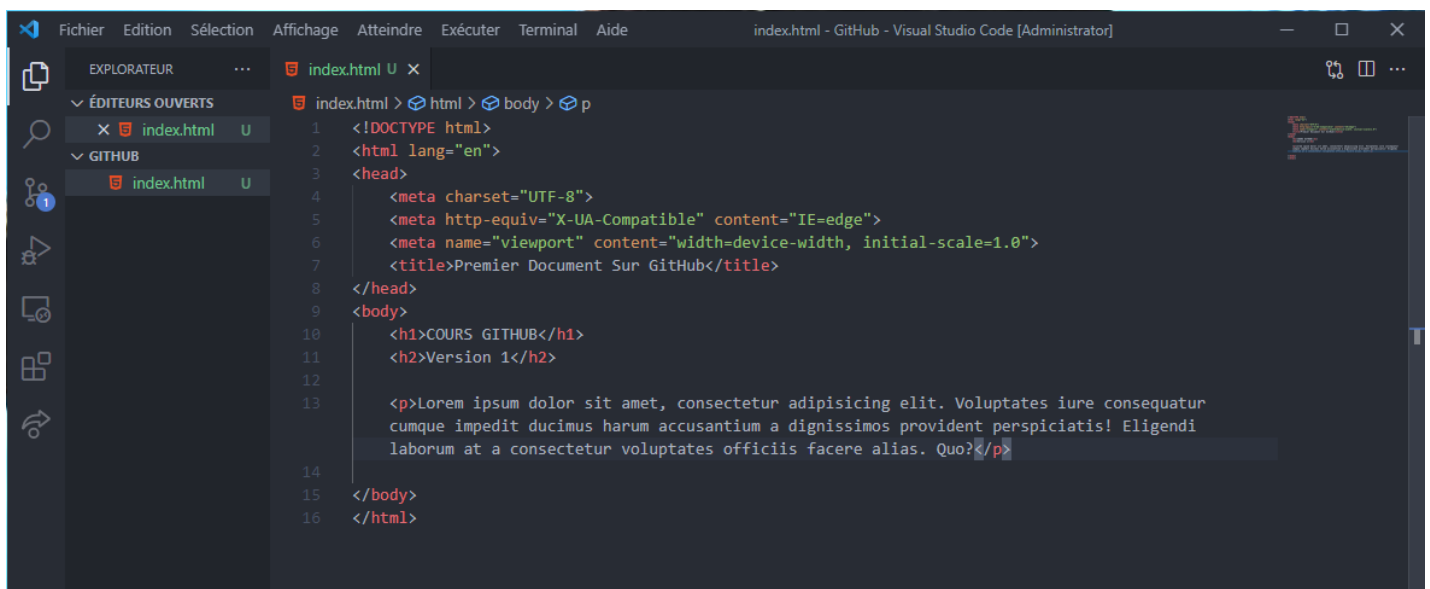 Fichier Edition Sélection Affichage Atteindre Exécuter Terminal Aide index.html - GitHub - Visual Studio Code [Administrator]
EXPLORATEUR ··· index.html U
ÉDITEURS OUVERTS
index.html > html > body > p
index.html U
GITHUB
index.html U
1
1 <!DOCTYPE html>
2 <html lang="en">
3 <head>
4 <meta charset="UTF-8">
5 <meta http-equiv="X-UA-Compatible" content="IE=edge">
6 <meta name="viewport" content="width=device-width, initial-scale=1.0">
7 <title>Premier Document Sur GitHub</title>
8 </head>
9 <body>
10 <h1>COURS GITHUB</h1>
11 <h2>Version 1</h2>
12
13 <p>Lorem ipsum dolor sit amet, consectetur adipisicing elit. Voluptates iure consequatur
cumque impedit ducimus harum accusantium a dignissimos provident perspiciatis! Eligendi
laborum at a consectetur voluptates officiis facere alias. Quo?</p>
14
15 </body>
16 </html>